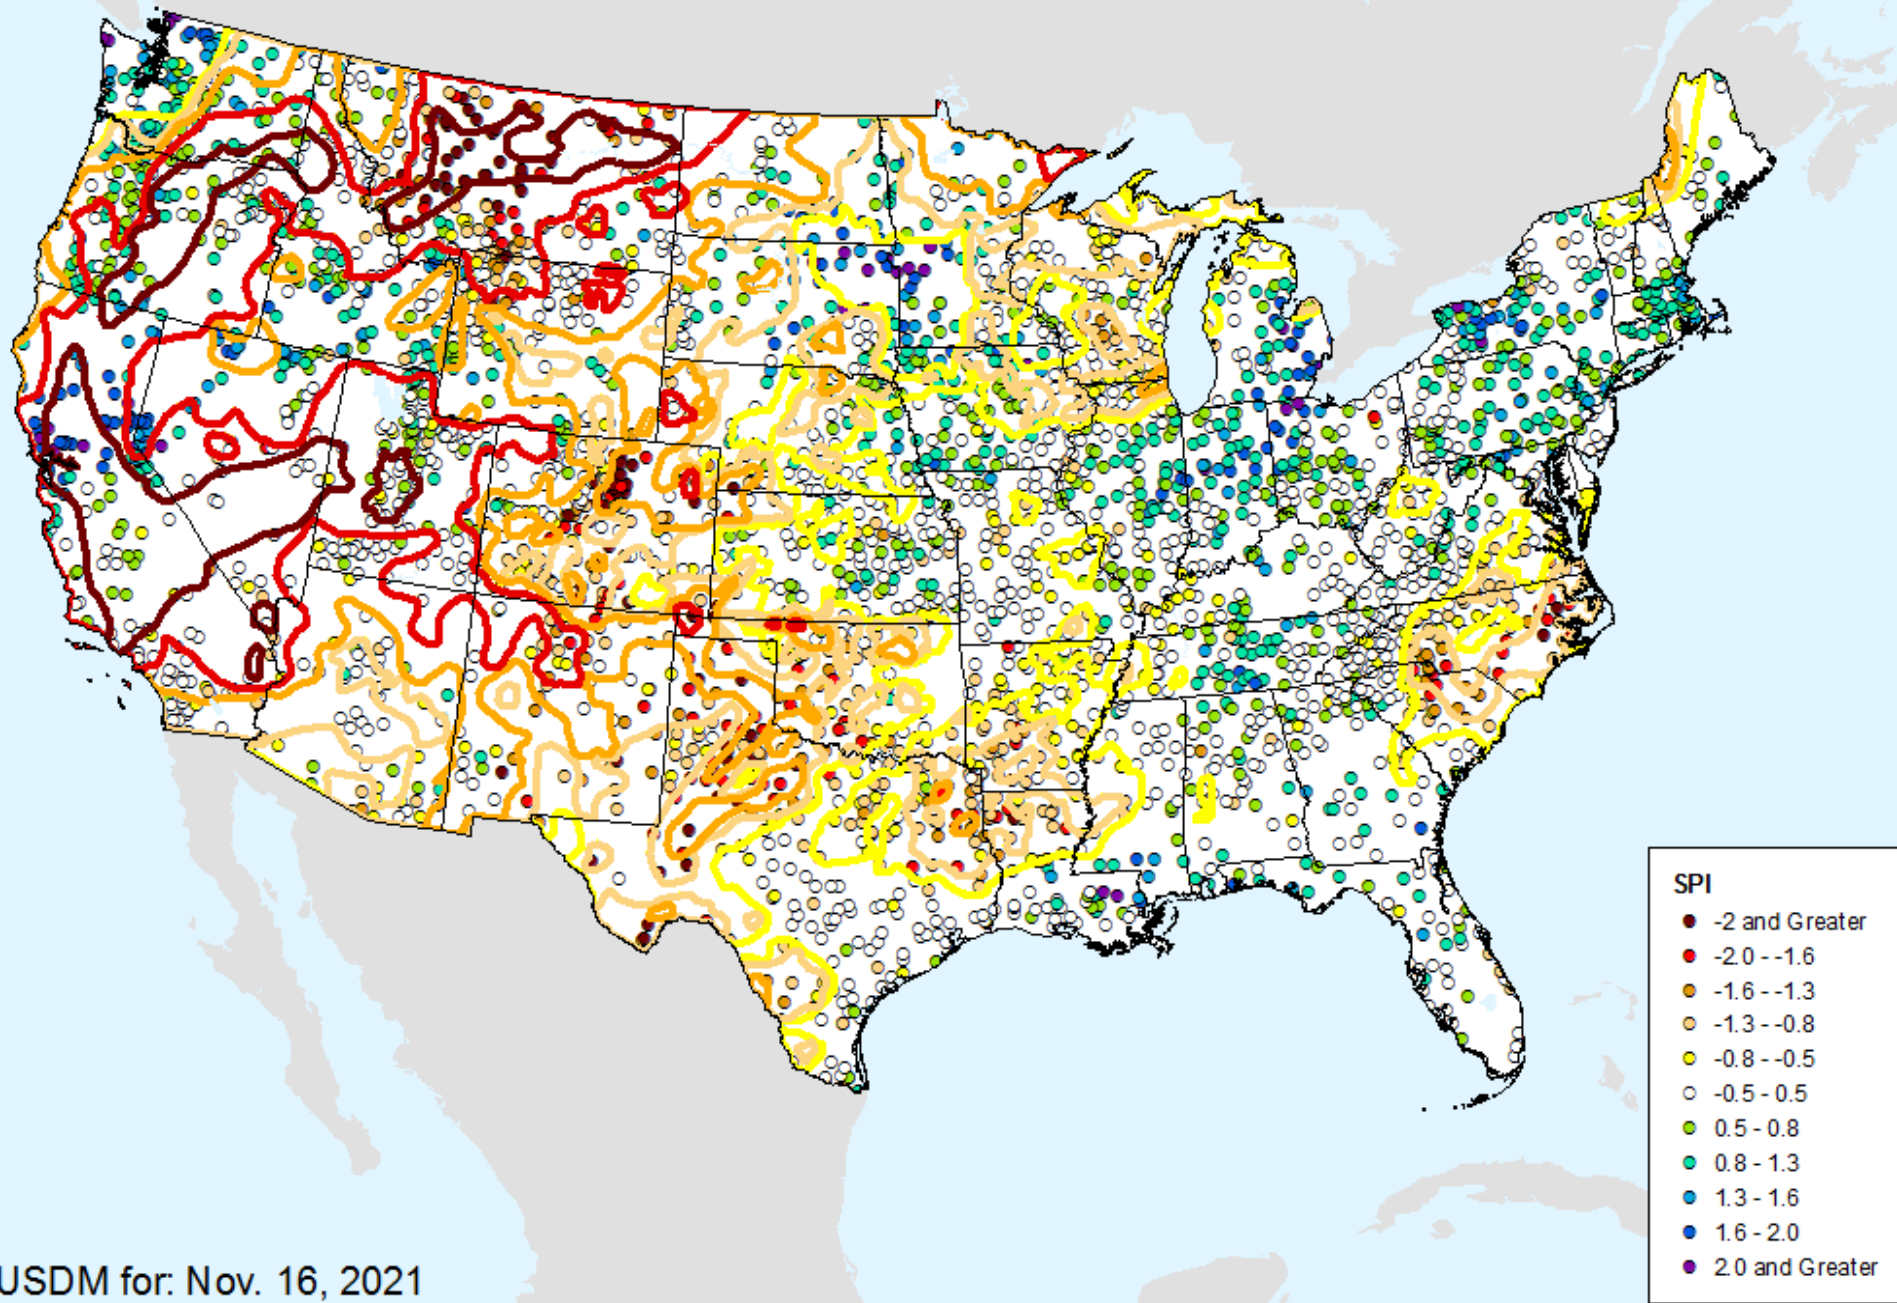 SPI
-2 and Greater
-2.0 - -1.6
-1.6 - -1.3
-1.3 - -0.8
-0.8 - -0.5
-0.5 - 0.5
0.5 - 0.8
0.8 - 1.3
1.3 - 1.6
1.6 - 2.0
2.0 and Greater
USDM for: Nov. 16, 2021